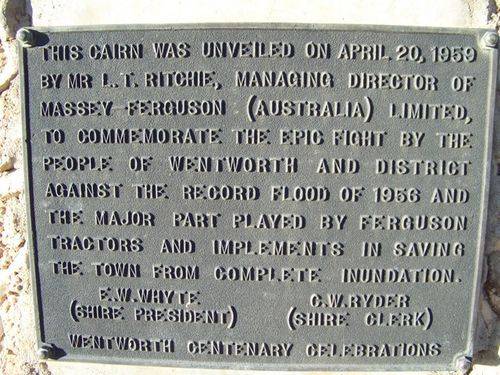 THIS CAIRN WAS UNVEILED ON APRIL 20, 1959
BY MR L.T. RITCHIE, MANAGING DIRECTOR OF
MASSEY-FERGUSON (AUSTRALIA) LIMITED,
TO COMMEMORATE THE EPIC FIGHT BY THE
PEOPLE OF WENTWORTH AND DISTRICT
AGAINST THE RECORD FLOOD OF 1956 AND
THE MAJOR PART PLAYED BY FERGUSON
TRACTORS AND IMPLEMENTS IN SAVING
THE TOWN FROM COMPLETE INUNDATION.
E.W.WHYTE C.W.RYDER
(SHIRE PRESIDENT) (SHIRE CLERK)
WENTWORTH CENTENARY CELEBRATIONS